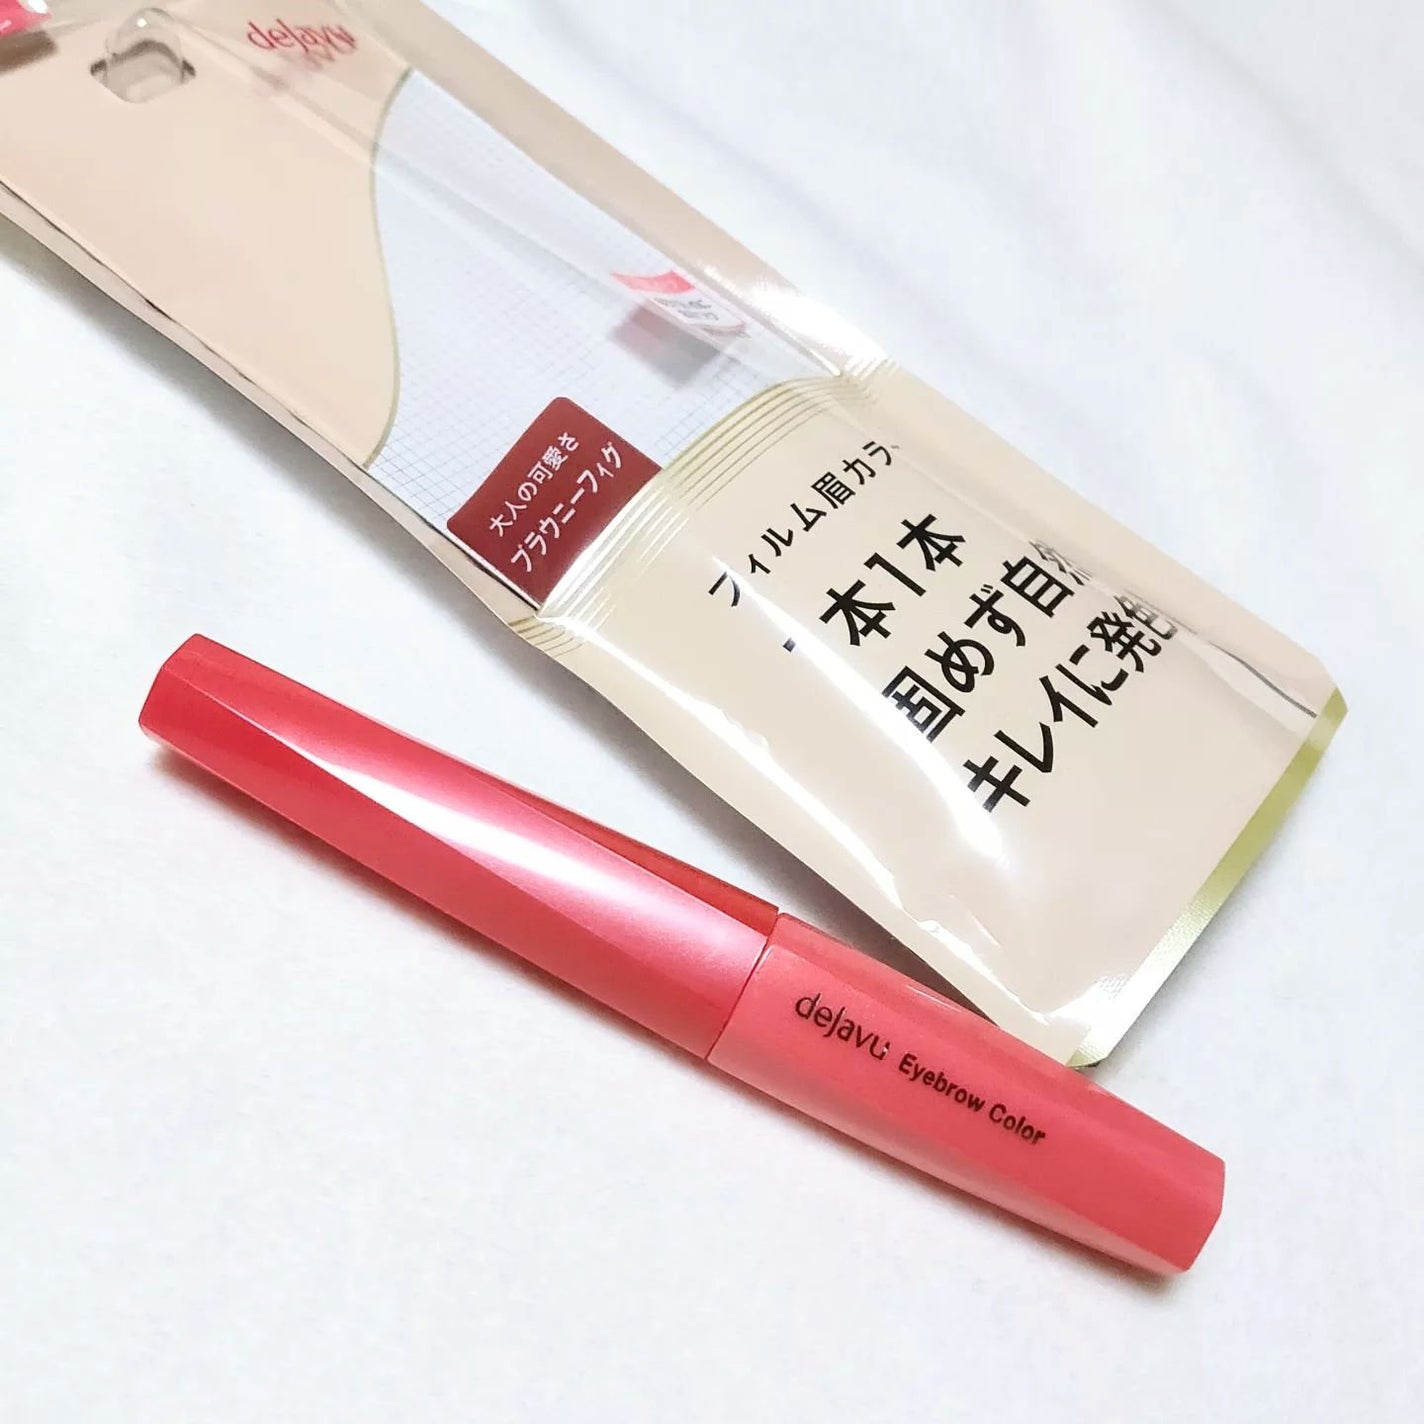 dejavu
大人の可愛さ
ブラウニーフィグ
フィルム眉カラ
本1本
固めず自然
キレイに発色
dejavu Eyebrow Color